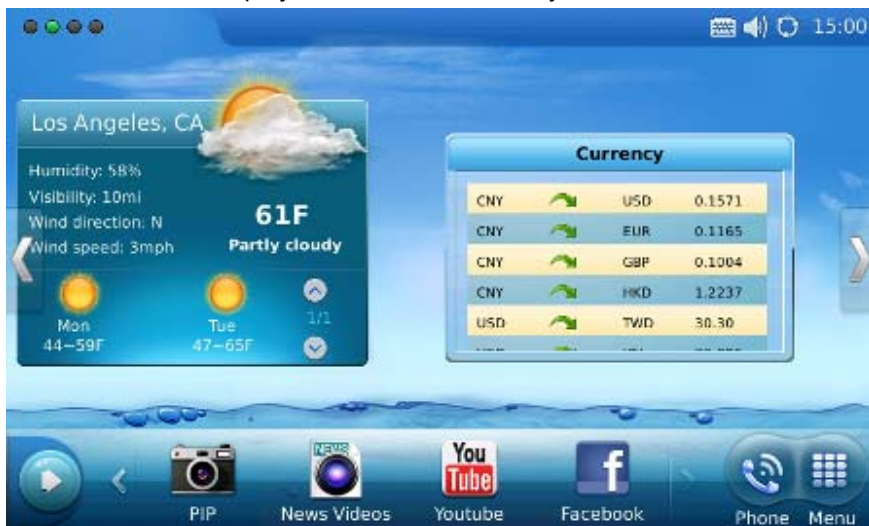 15:00
Los Angeles, CA
Humidity: 58%
Visibility: 10mi
Wind direction: N
Wind speed: 3mph
61F
Partly cloudy
Mon
44~59F
Tue
47~65F
1/1
Currency
CNY USD 0.1571
CNY EUR 0.1165
CNY GBP 0.1004
CNY HKD 1.2237
USD TWD 30.30
NEWS
You
Tube
f
PIP
News Videos
Youtube
Facebook
Phone
Menu